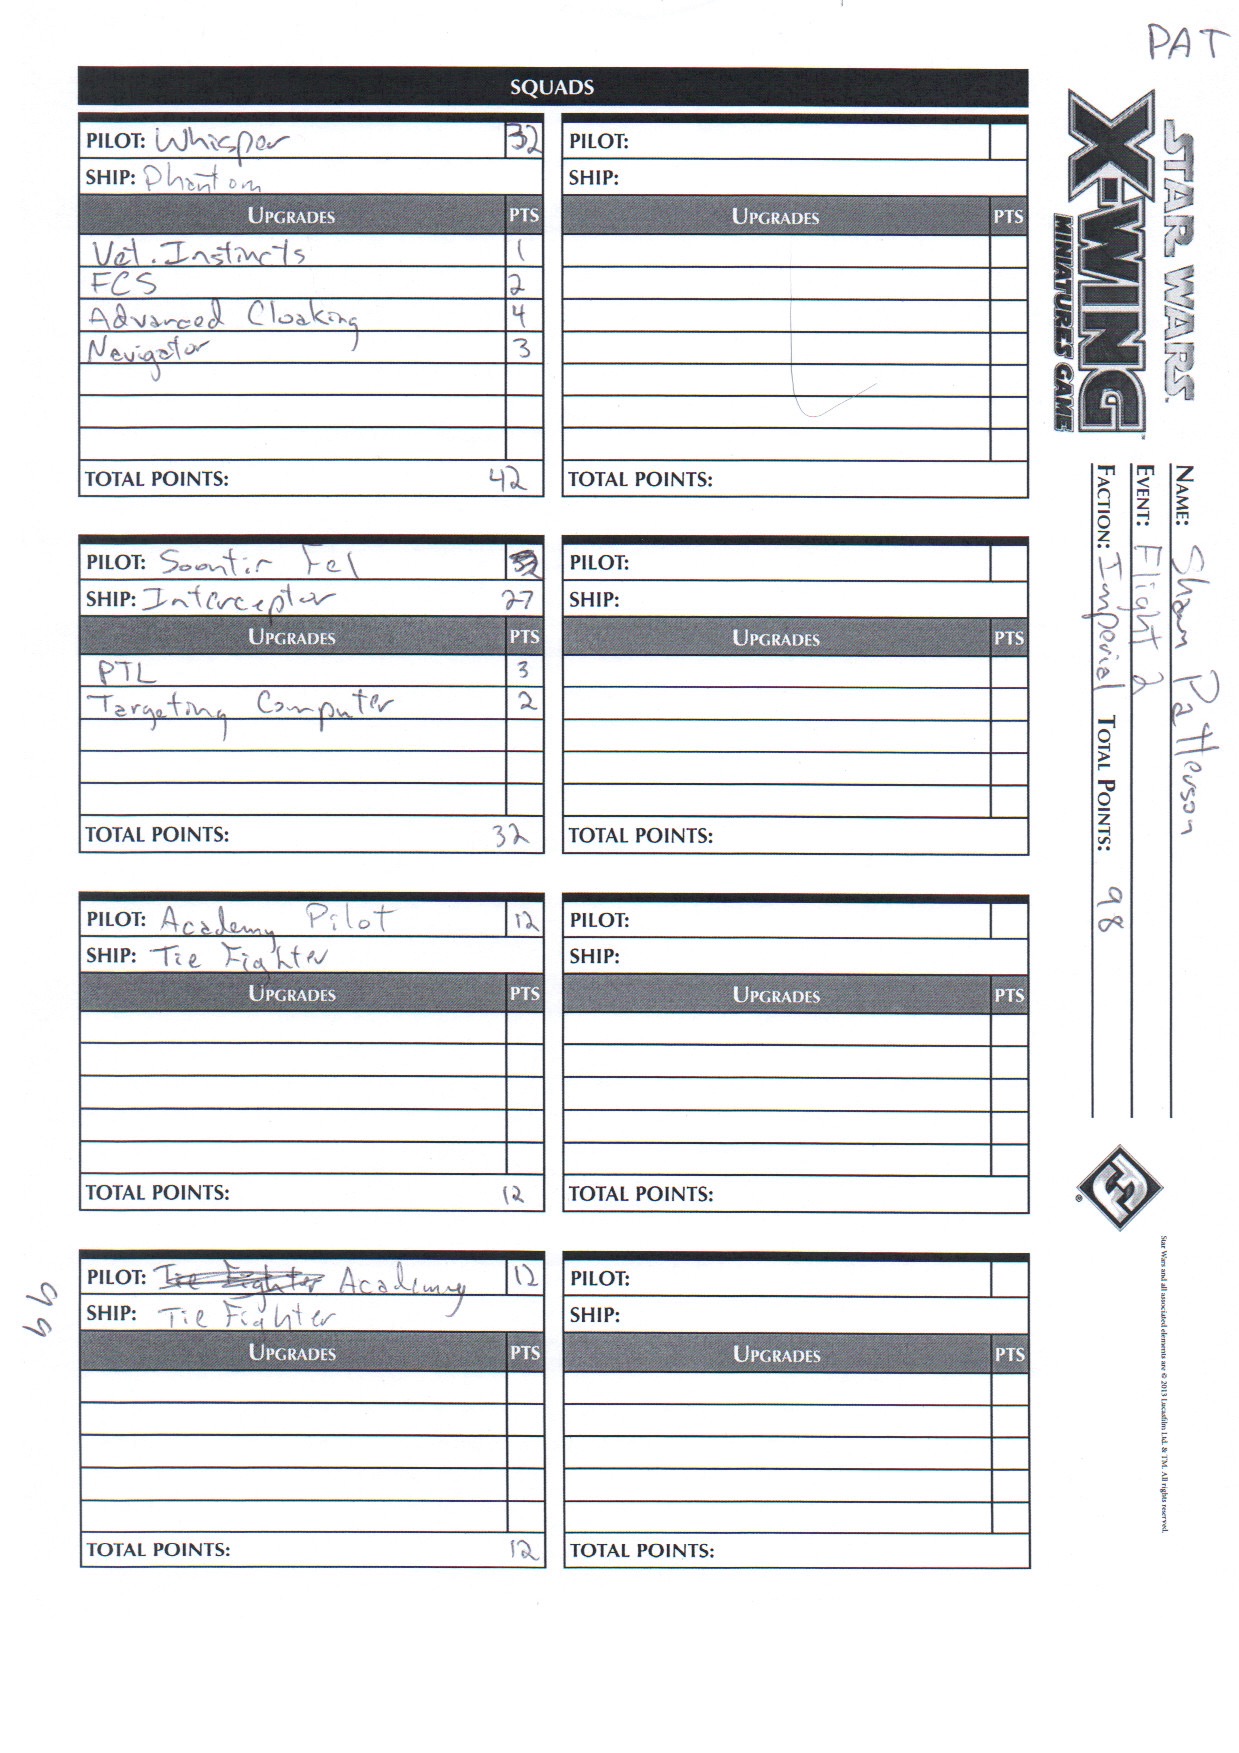 PAT
SQUADS
PILOT: Whisper 32
SHIP: Phantom
UPGRADES PTS
Vet. Instincts 1
FCS 2
Advanced Cloaking 4
Navigator 3
TOTAL POINTS: 42
PILOT:
SHIP:
UPGRADES PTS
TOTAL POINTS:
PILOT: Soontir Fel
SHIP: Interceptor 27
UPGRADES PTS
PTL 3
Targeting Computer 2
TOTAL POINTS: 32
PILOT:
SHIP:
UPGRADES PTS
TOTAL POINTS:
PILOT: Academy Pilot 12
SHIP: Tie Fighter
UPGRADES PTS
TOTAL POINTS: 12
PILOT:
SHIP:
UPGRADES PTS
TOTAL POINTS:
PILOT: Tie Fighter Academy 12
SHIP: Tie Fighter
UPGRADES PTS
TOTAL POINTS: 12
PILOT:
SHIP:
UPGRADES PTS
TOTAL POINTS:
STAR WARS
X-WING™
MINIATURES GAME
NAME: Shawn Patterson
EVENT: Flight 2
FACTION: Imperial TOTAL POINTS: 98
Star Wars and all associated elements are © 2013 Lucasfilm Ltd. & TM. All rights reserved.